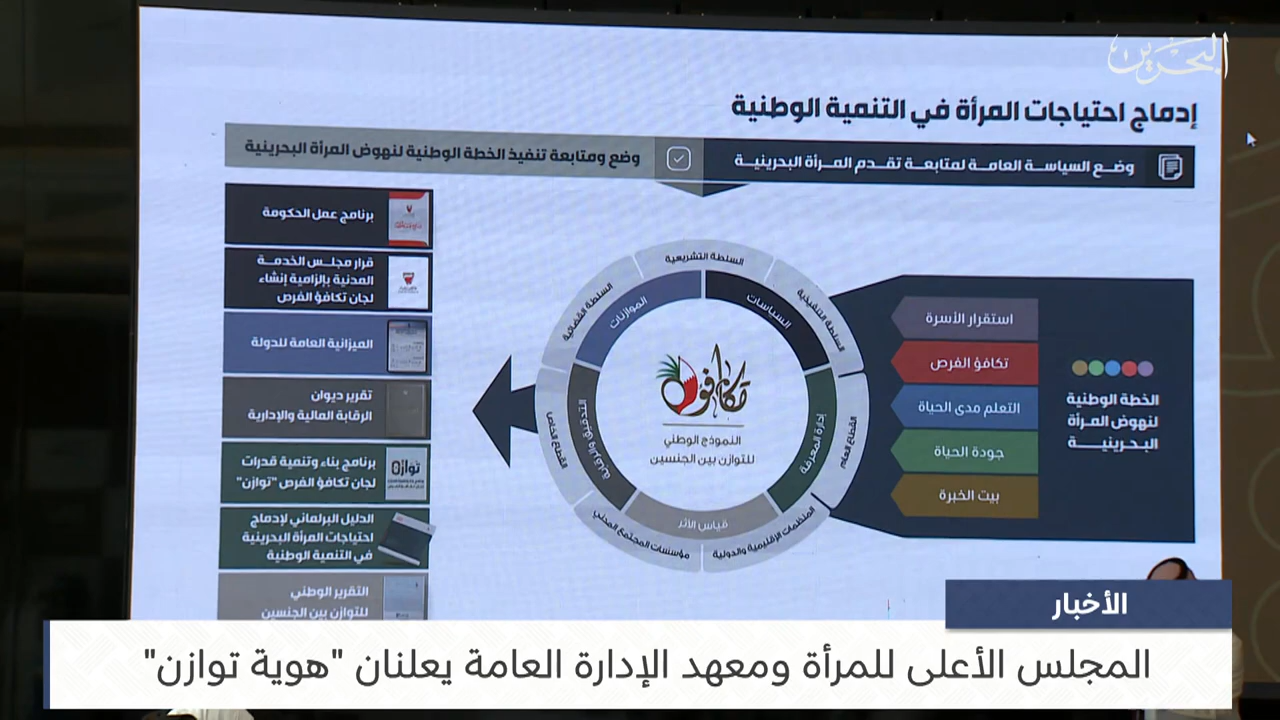 البحرين
إدماج احتياجات المرأة في التنمية الوطنية
وضع السياسة العامة لمتابعة تقدم المرأة البحرينية
وضع ومتابعة تنفيذ الخطة الوطنية لنهوض المرأة البحرينية
الخطة الوطنية
لنهوض المرأة
البحرينية
استقرار الأسرة
تكافؤ الفرص
التعلم مدى الحياة
جودة الحياة
بيت الخبرة
السلطة التشريعية
السلطة التنفيذية
القطاع العام
المنظمات الإقليمية والدولية
مؤسسات المجتمع المدني
القطاع الخاص
السلطة القضائية
السياسات
إدارة المعرفة
قياس الأثر
التدقيق والرقابة
الموازنات
تكافؤ
النموذج الوطني
للتوازن بين الجنسين
برنامج عمل الحكومة
قرار مجلس الخدمة
المدنية بإلزامية إنشاء
لجان تكافؤ الفرص
الميزانية العامة للدولة
تقرير ديوان
الرقابة المالية والإدارية
توازن
برنامج بناء وتنمية قدرات
لجان تكافؤ الفرص "توازن"
الدليل البرلماني لإدماج
احتياجات المرأة البحرينية
في التنمية الوطنية
التقرير الوطني
للتوازن بين الجنسين
الأخبار
المجلس الأعلى للمرأة ومعهد الإدارة العامة يعلنان "هوية توازن"